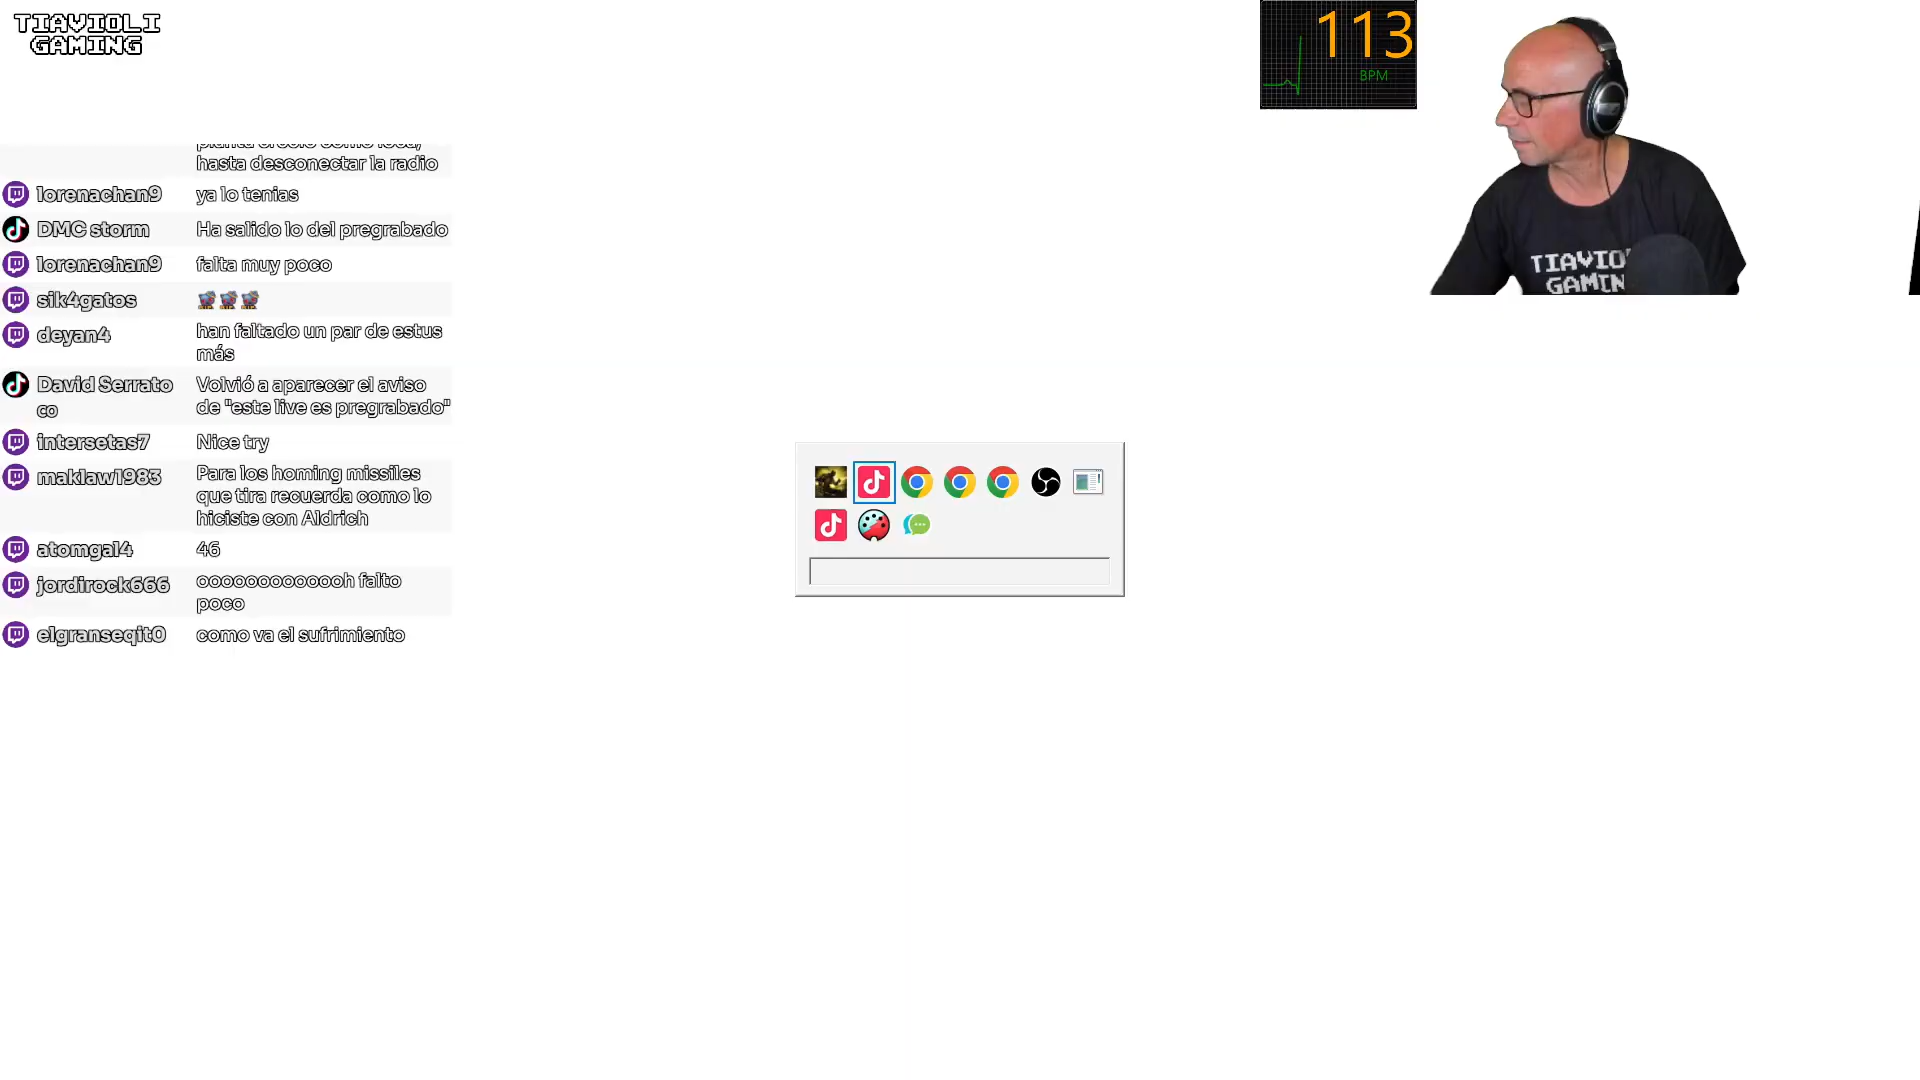 TIAVIOLI
GAMING
113
BPM
TIAVIO
GAMIN
hasta desconectar la radio
lorenachan9 ya lo tenias
DMC storm Ha salido lo del pregrabado
lorenachan9 falta muy poco
sik4gatos
deyan4 han faltado un par de estus
más
David Serrato Volvió a aparecer el aviso
co de "este live es pregrabado"
intersetas7 Nice try
maklaw1983 Para los homing missiles
que tira recuerda como lo
hiciste con Aldrich
atomgal4 46
jordirock666 ooooooooooooh falto
poco
elgranseqit0 como va el sufrimiento